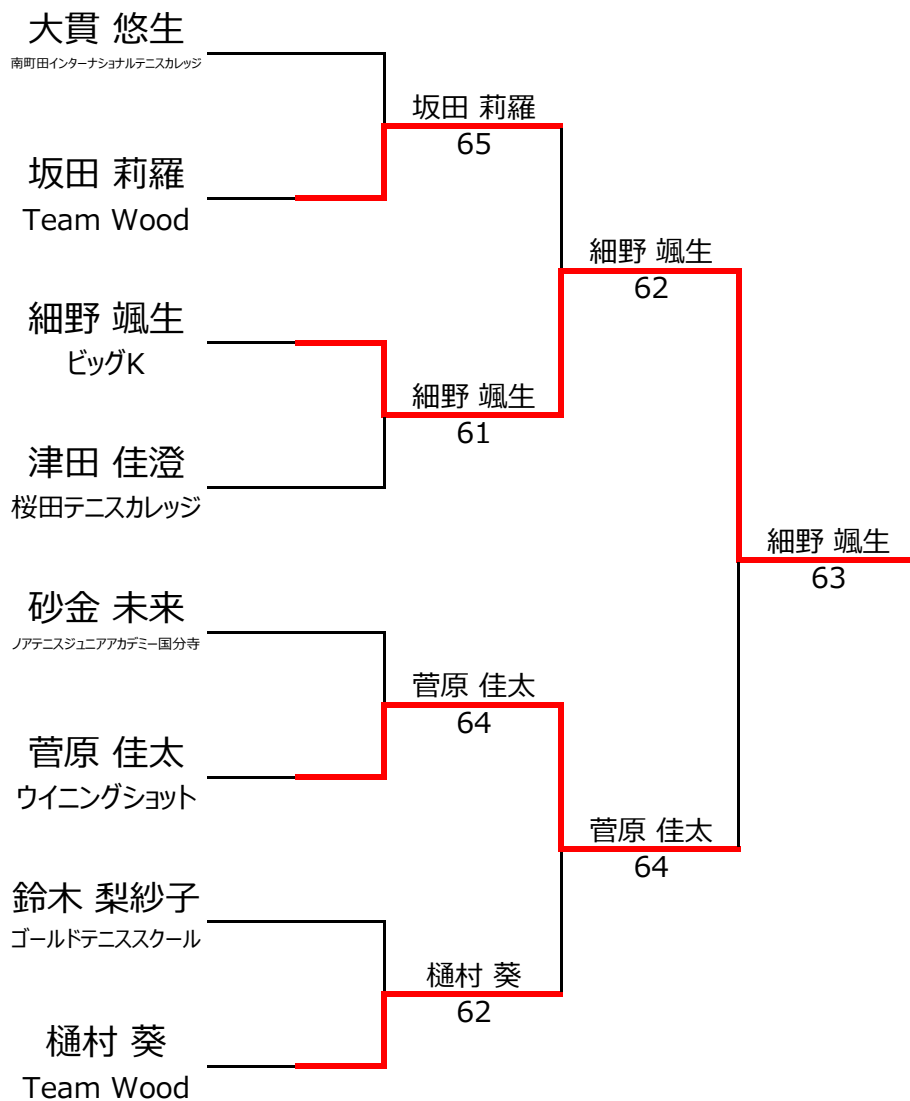 大貫 悠生
南町田インターナショナルテニスカレッジ
坂田 莉羅
65
坂田 莉羅
Team Wood
細野 颯生
62
細野 颯生
ビッグK
細野 颯生
61
津田 佳澄
桜田テニスカレッジ
細野 颯生
63
砂金 未来
ノアテニスジュニアアカデミー国分寺
菅原 佳太
64
菅原 佳太
ウイニングショット
菅原 佳太
64
鈴木 梨紗子
ゴールドテニススクール
樋村 葵
62
樋村 葵
Team Wood